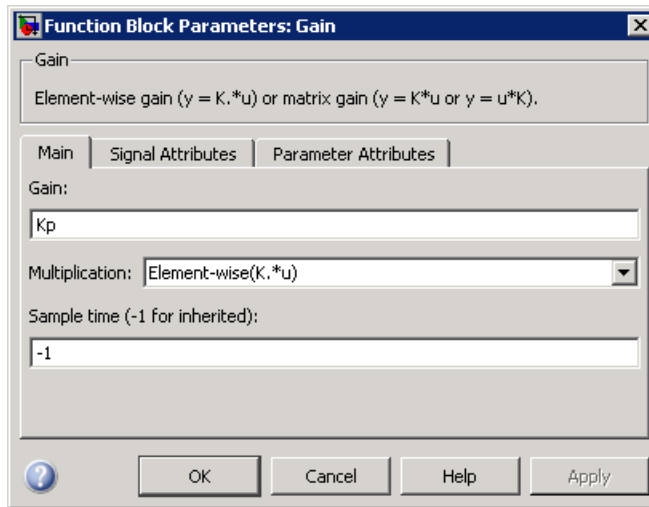 Function Block Parameters: Gain
Gain
Element-wise gain (y = K.*u) or matrix gain (y = K*u or y = u*K).
Main Signal Attributes Parameter Attributes
Gain:
Kp
Multiplication: Element-wise(K.*u)
Sample time (-1 for inherited):
-1
OK Cancel Help Apply